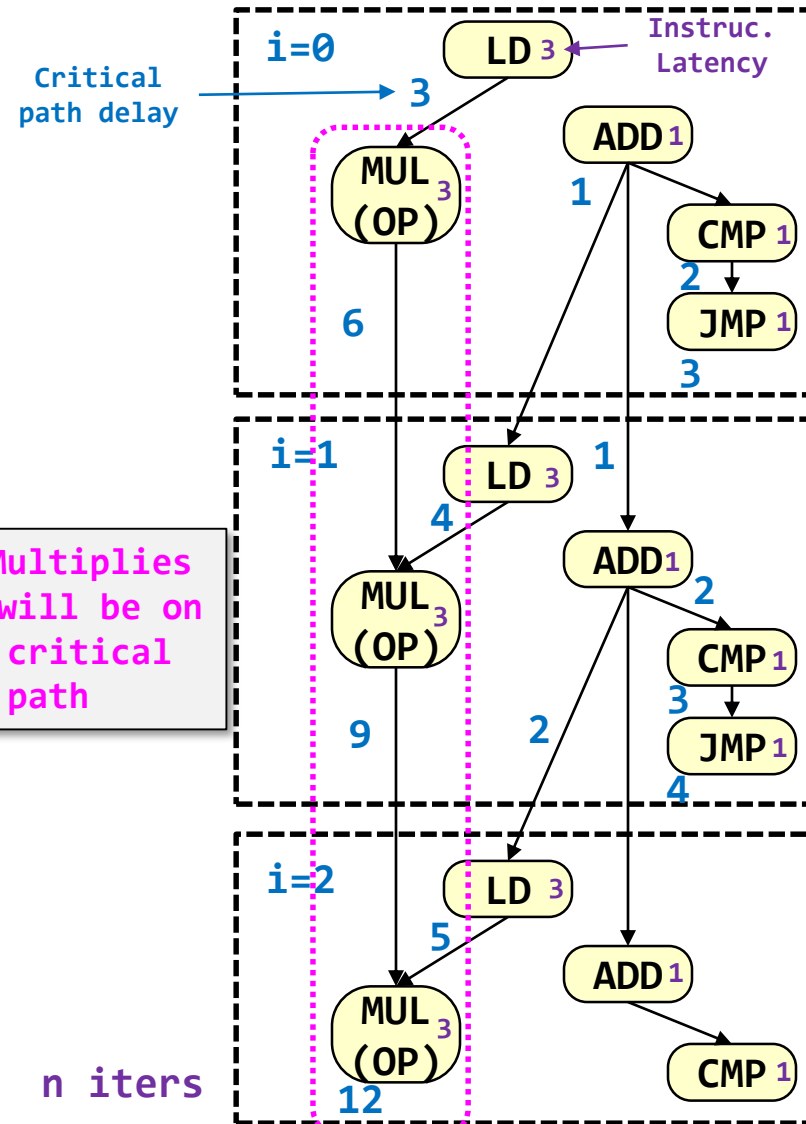 i=0
LD 3
Instruc.
Latency
Critical
path delay
3
ADD 1
MUL 3
(OP)
1
CMP 1
2
JMP 1
6
3
i=1
LD 3
1
4
ADD 1
Multiplies
will be on
critical
path
MUL 3
(OP)
2
CMP 1
3
JMP 1
9
2
4
i=2
LD 3
5
ADD 1
MUL 3
(OP)
CMP 1
12
n iters